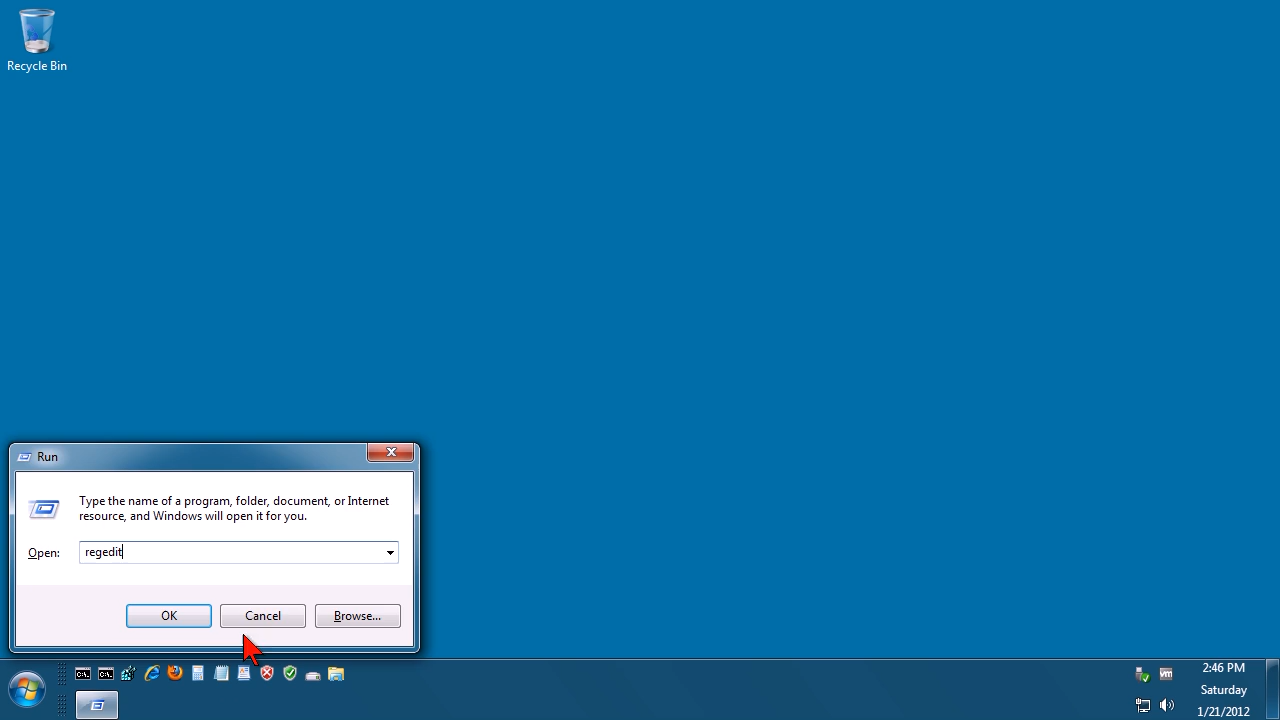 Recycle Bin
Run
Type the name of a program, folder, document, or Internet
resource, and Windows will open it for you.
Open: regedit
OK Cancel Browse...
2:46 PM
Saturday
1/21/2012